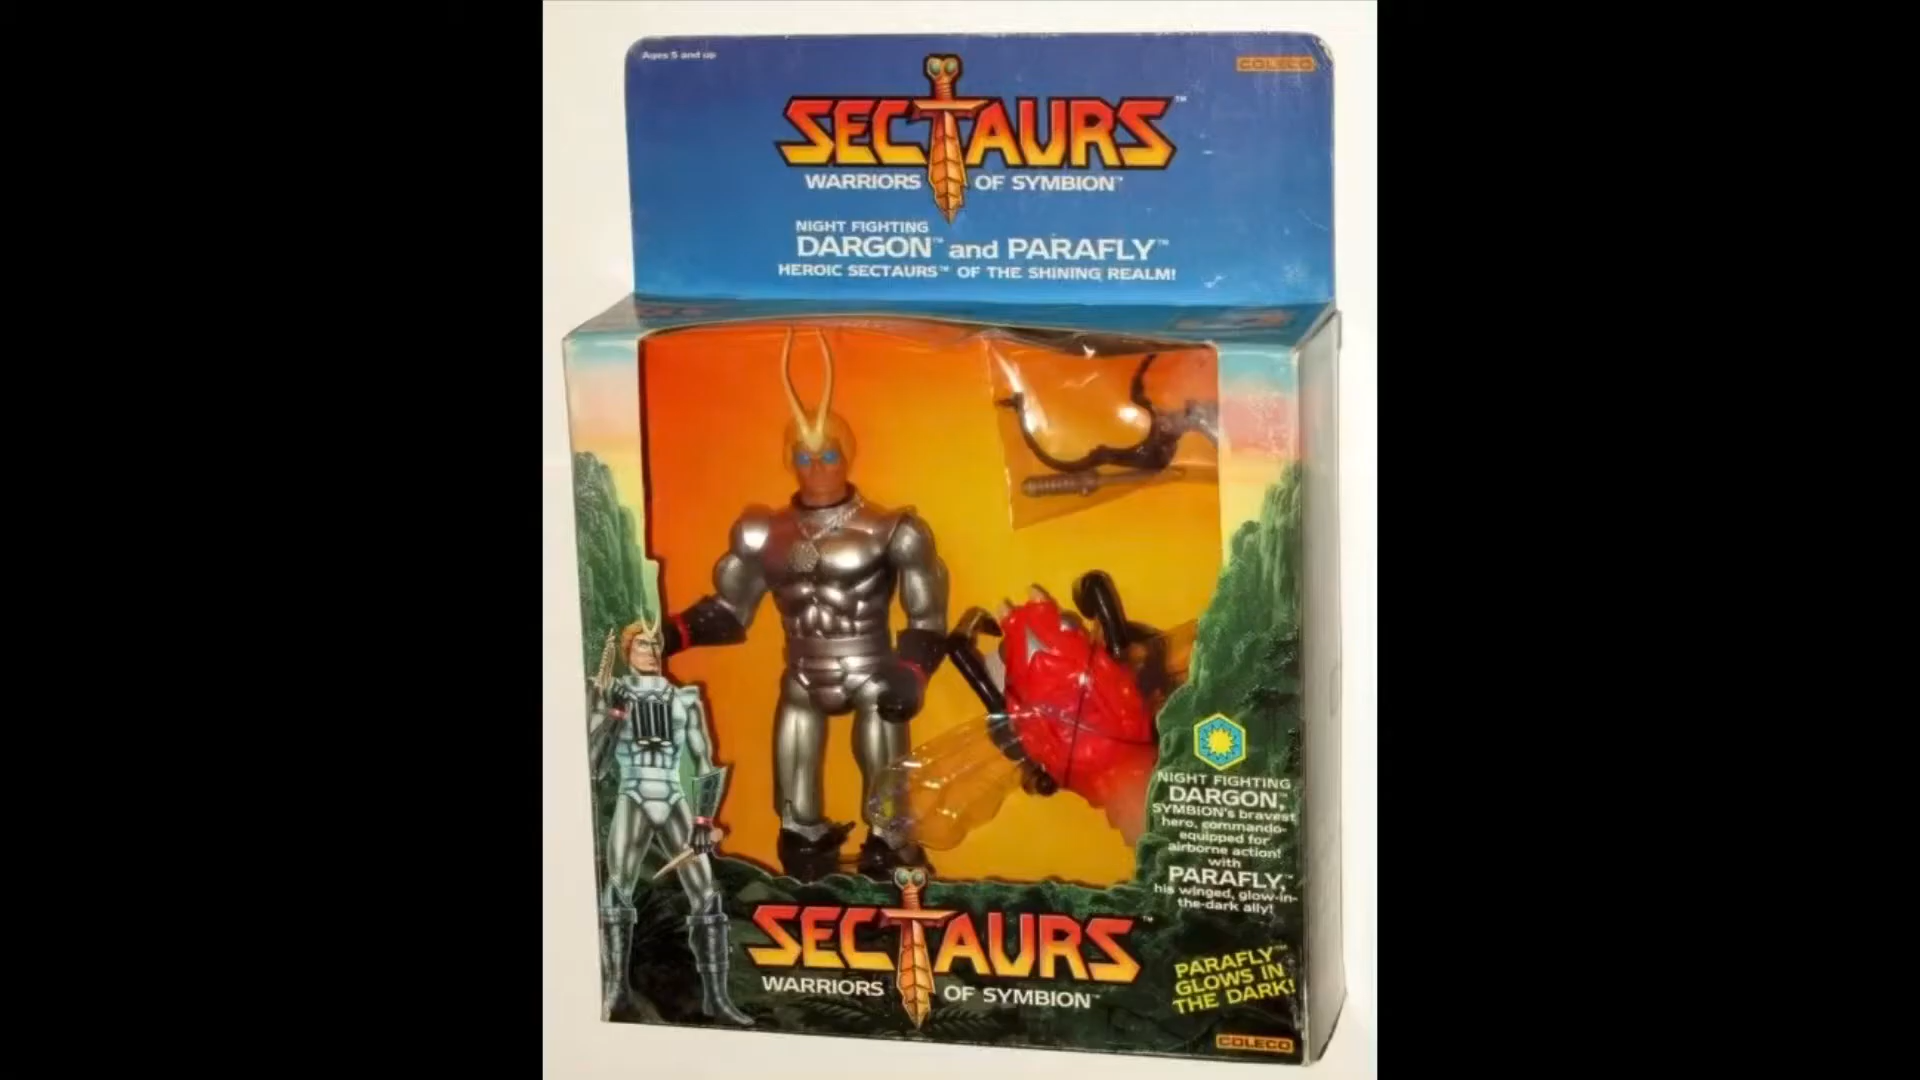 Ages 5 and up
COLECO
SECTAURS™
WARRIORS OF SYMBION™
NIGHT FIGHTING
DARGON™ and PARAFLY™
HEROIC SECTAURS™ OF THE SHINING REALM!
NIGHT FIGHTING
DARGON,™
SYMBION's bravest
hero, commando-
equipped for
airborne action!
with
PARAFLY,™
his winged, glow-in-
the-dark ally!
SECTAURS™
WARRIORS OF SYMBION™
PARAFLY™
GLOWS IN
THE DARK!
COLECO